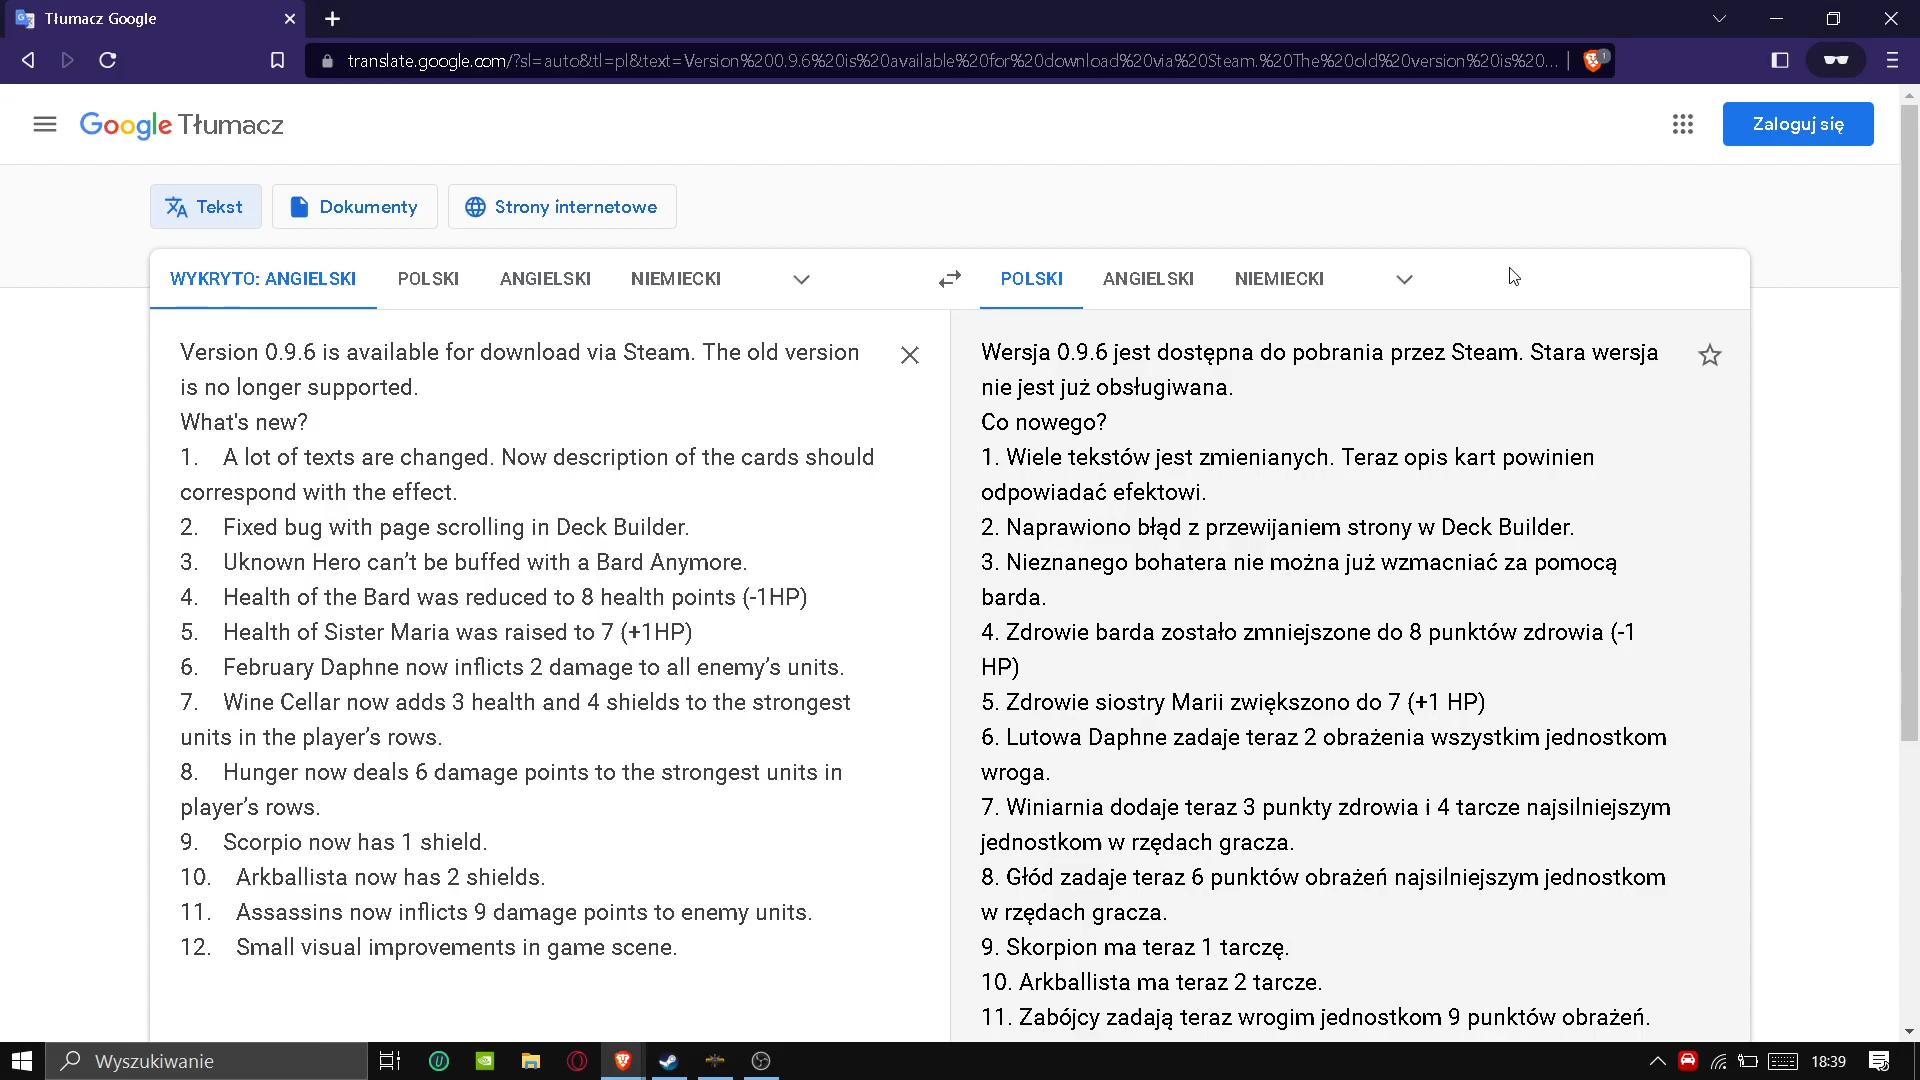 Tłumacz Google
translate.google.com/?sl=auto&tl=pl&text=Version%200.9.6%20is%20available%20for%20download%20via%20Steam.%20The%20old%20version%20is%20...
1
Google Tłumacz
Zaloguj się
Tekst
Dokumenty
Strony internetowe
WYKRYTO: ANGIELSKI
POLSKI
ANGIELSKI
NIEMIECKI
POLSKI
ANGIELSKI
NIEMIECKI
Version 0.9.6 is available for download via Steam. The old version
is no longer supported.
What's new?
1. A lot of texts are changed. Now description of the cards should
correspond with the effect.
2. Fixed bug with page scrolling in Deck Builder.
3. Uknown Hero can’t be buffed with a Bard Anymore.
4. Health of the Bard was reduced to 8 health points (-1HP)
5. Health of Sister Maria was raised to 7 (+1HP)
6. February Daphne now inflicts 2 damage to all enemy’s units.
7. Wine Cellar now adds 3 health and 4 shields to the strongest
units in the player’s rows.
8. Hunger now deals 6 damage points to the strongest units in
player’s rows.
9. Scorpio now has 1 shield.
10. Arkballista now has 2 shields.
11. Assassins now inflicts 9 damage points to enemy units.
12. Small visual improvements in game scene.
Wersja 0.9.6 jest dostępna do pobrania przez Steam. Stara wersja
nie jest już obsługiwana.
Co nowego?
1. Wiele tekstów jest zmienianych. Teraz opis kart powinien
odpowiadać efektowi.
2. Naprawiono błąd z przewijaniem strony w Deck Builder.
3. Nieznanego bohatera nie można już wzmacniać za pomocą
barda.
4. Zdrowie barda zostało zmniejszone do 8 punktów zdrowia (-1
HP)
5. Zdrowie siostry Marii zwiększono do 7 (+1 HP)
6. Lutowa Daphne zadaje teraz 2 obrażenia wszystkim jednostkom
wroga.
7. Winiarnia dodaje teraz 3 punkty zdrowia i 4 tarcze najsilniejszym
jednostkom w rzędach gracza.
8. Głód zadaje teraz 6 punktów obrażeń najsilniejszym jednostkom
w rzędach gracza.
9. Skorpion ma teraz 1 tarczę.
10. Arkballista ma teraz 2 tarcze.
11. Zabójcy zadają teraz wrogim jednostkom 9 punktów obrażeń.
Wyszukiwanie
18:39